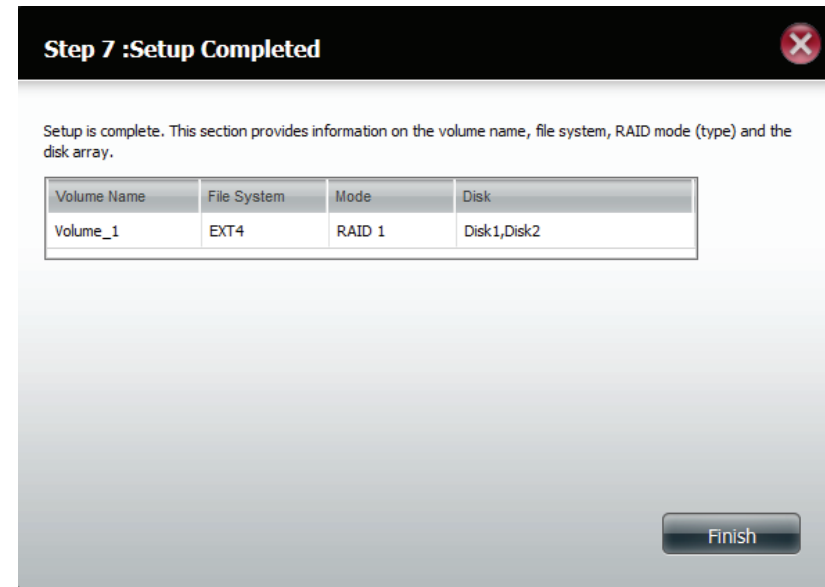 Step 7 :Setup Completed
Setup is complete. This section provides information on the volume name, file system, RAID mode (type) and the
disk array.
Volume Name File System Mode Disk
Volume_1 EXT4 RAID 1 Disk1,Disk2
Finish